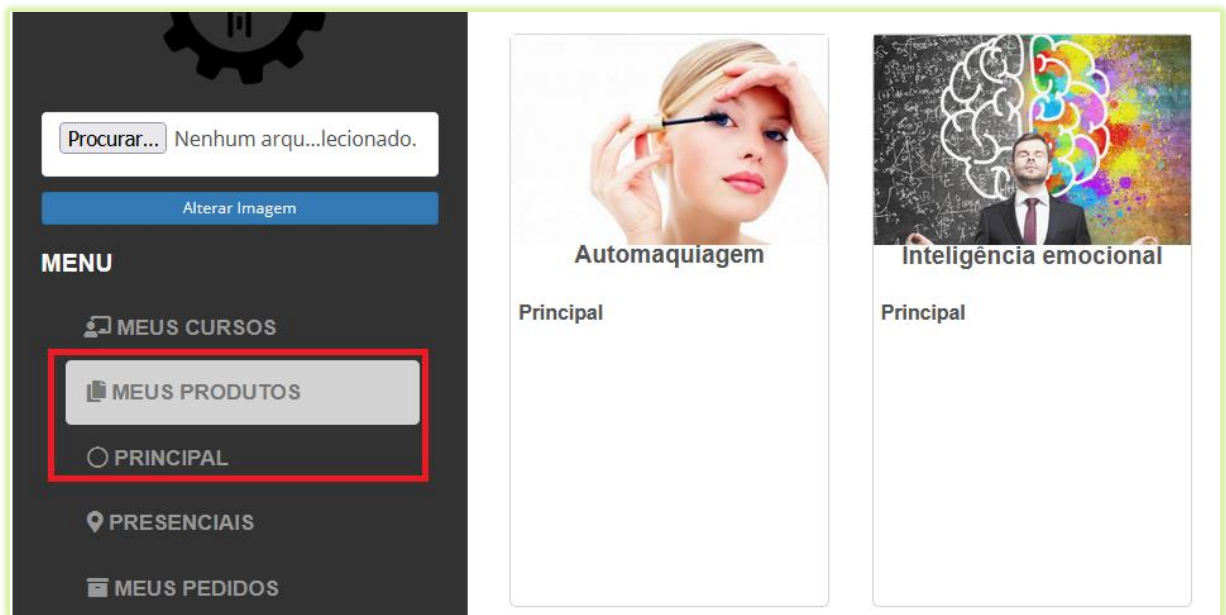 Procurar... Nenhum arqu...lecionado.
Alterar Imagem
MENU
MEUS CURSOS
MEUS PRODUTOS
PRINCIPAL
PRESENCIAIS
MEUS PEDIDOS
Automaquiagem
Principal
Inteligência emocional
Principal